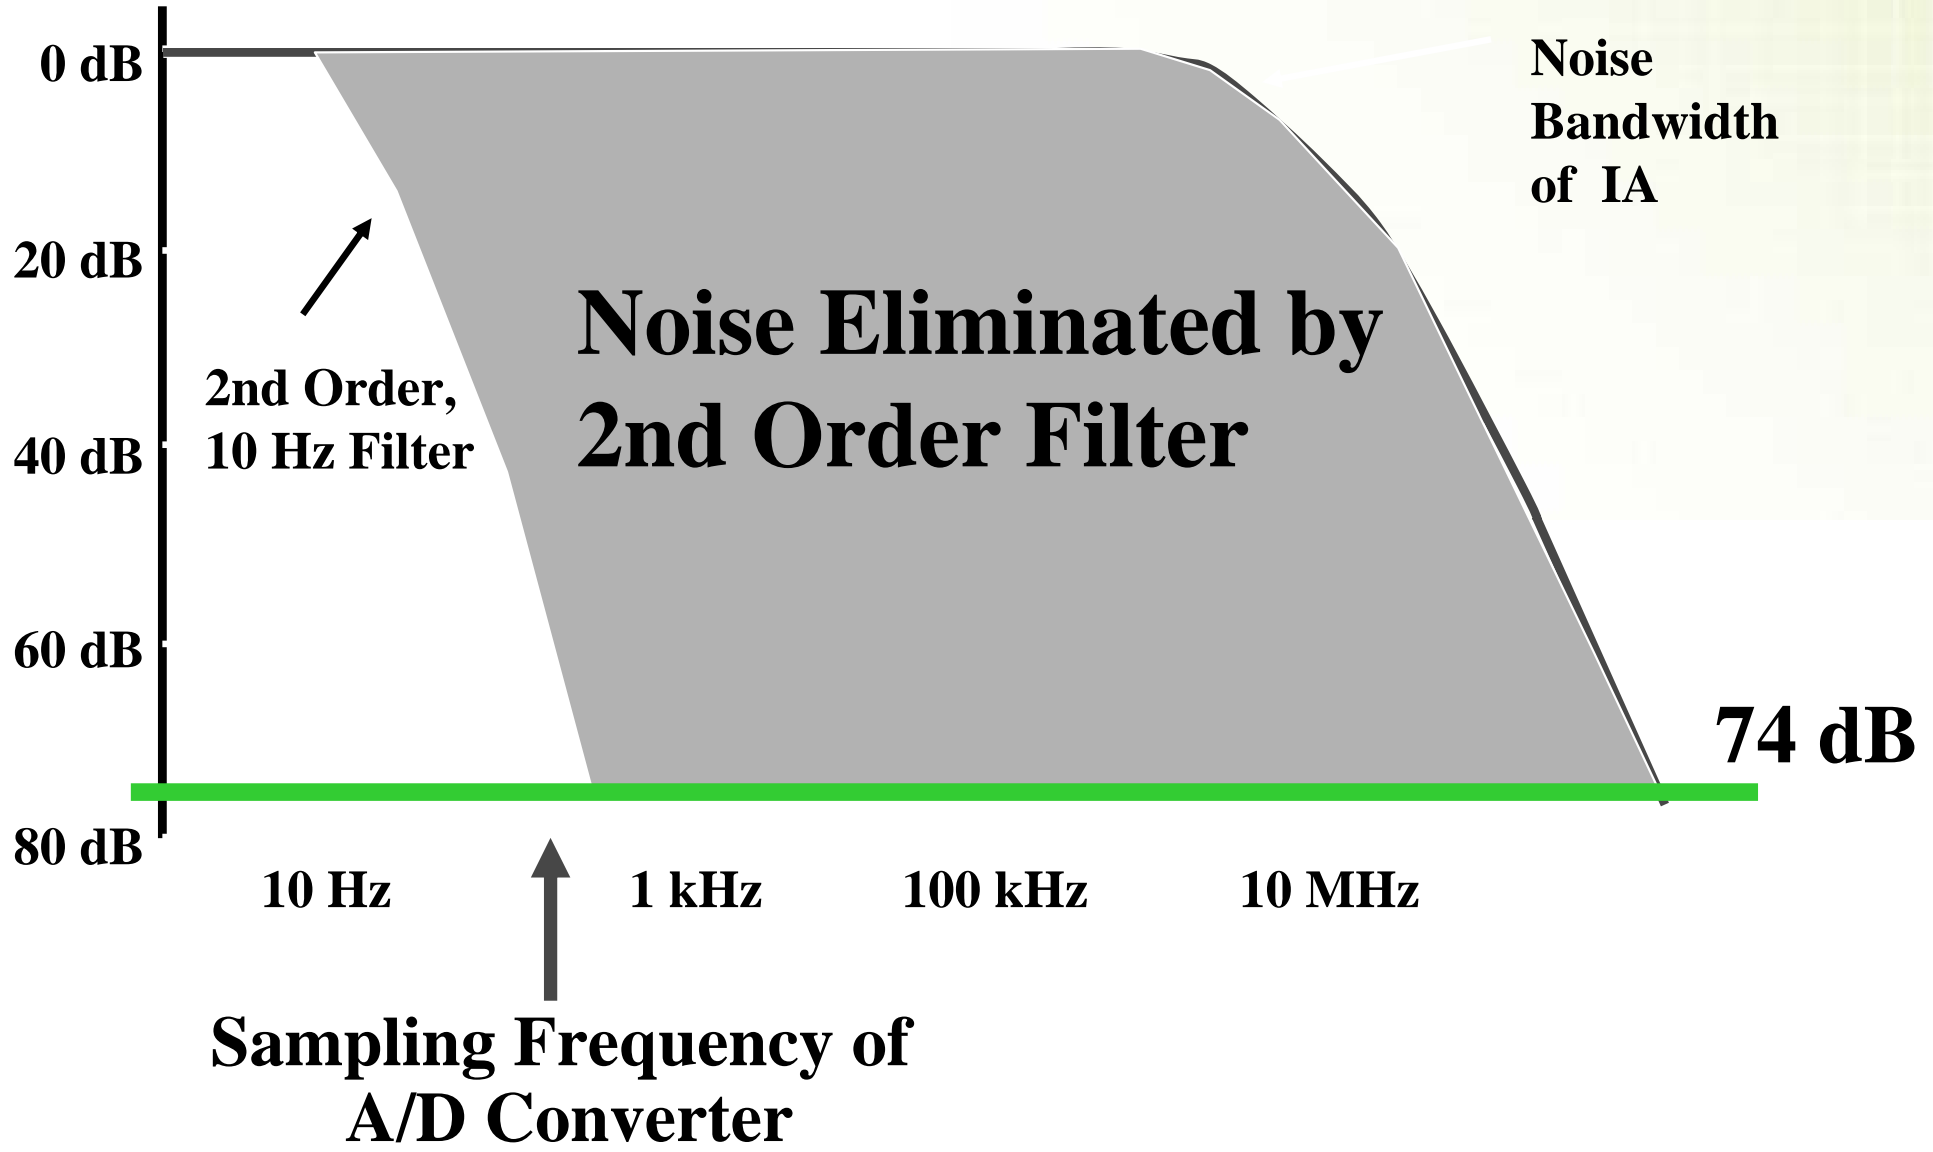 0 dB
20 dB
40 dB
60 dB
80 dB
Noise
Bandwidth
of IA
2nd Order,
10 Hz Filter
Noise Eliminated by
2nd Order Filter
74 dB
10 Hz
1 kHz
100 kHz
10 MHz
Sampling Frequency of
A/D Converter